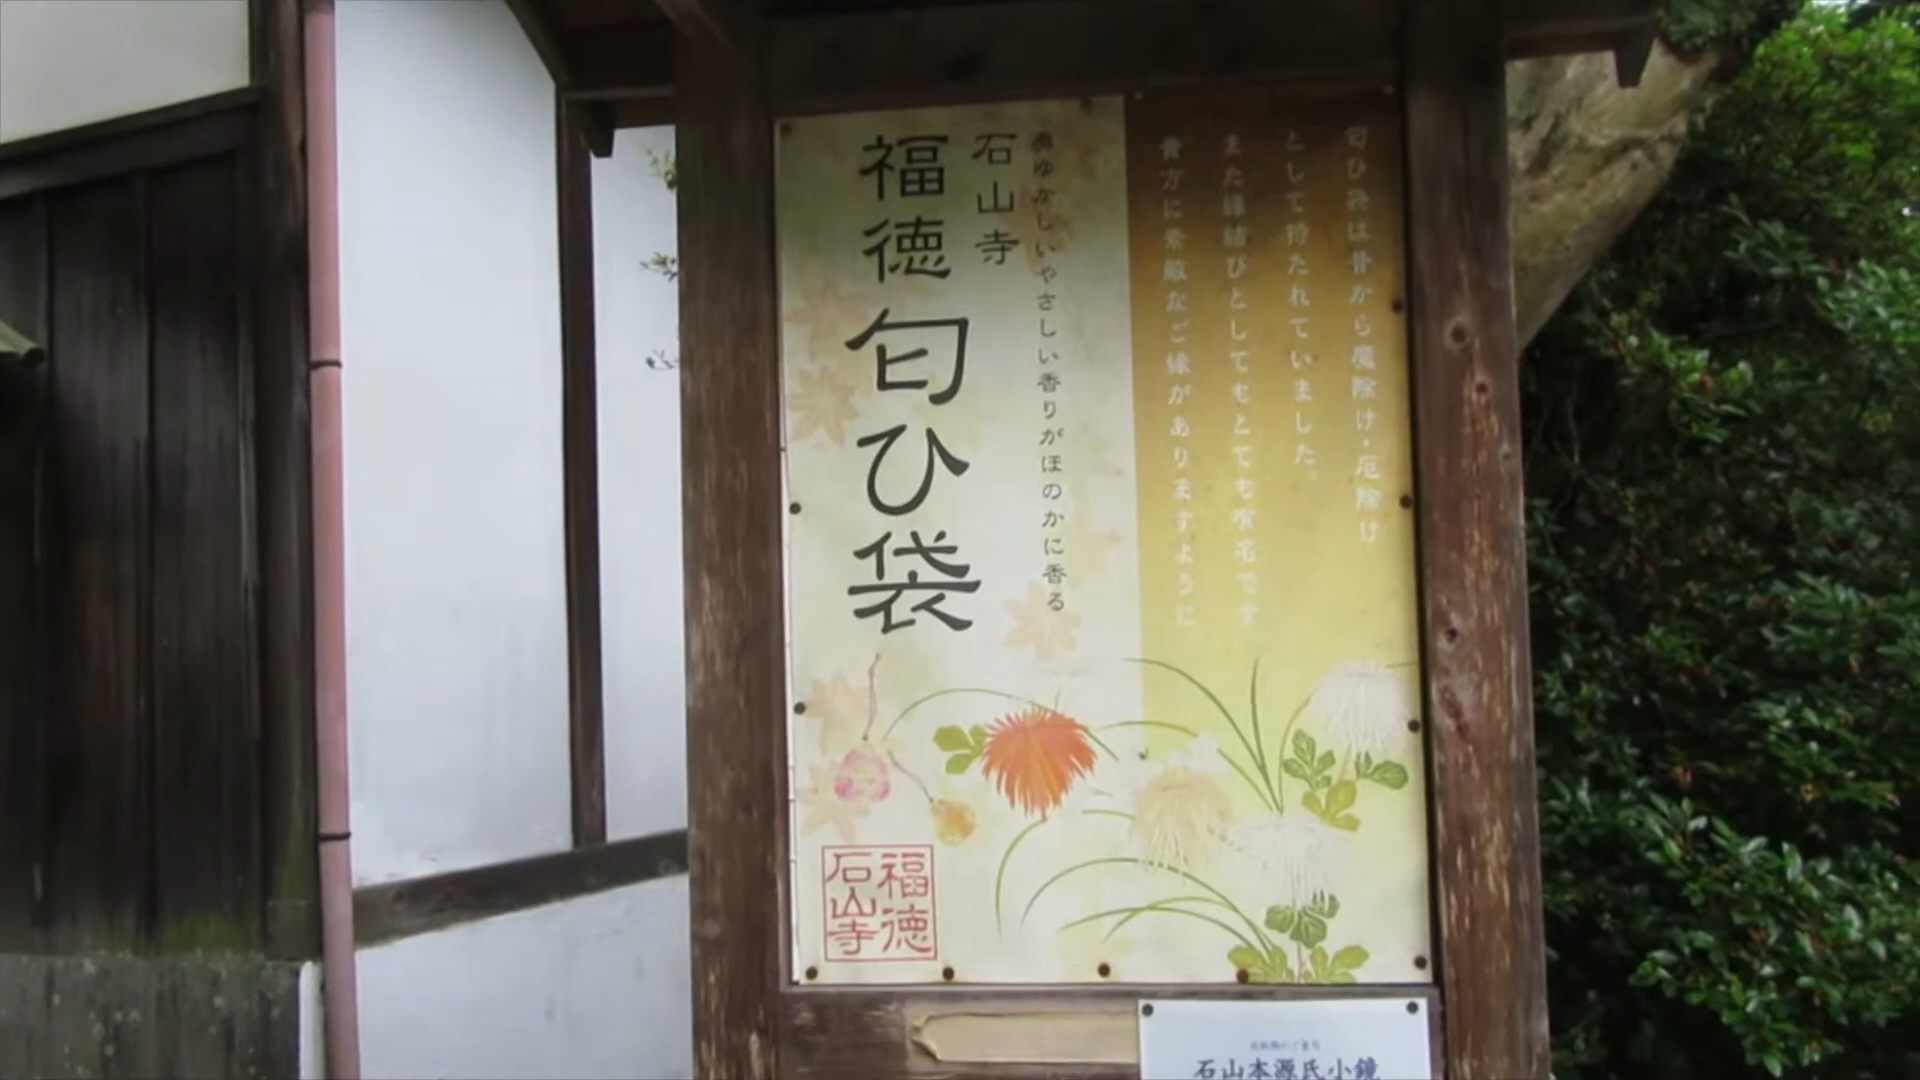 匂ひ袋は昔から魔除け・厄除け
として持たれていました。
また縁結びとしてもとても有名です
貴方に素敵なご縁がありますように
奥ゆかしいやさしい香りがほのかに香る
石山寺
福徳匂ひ袋
福徳
石山寺
石山本源氏小鏡